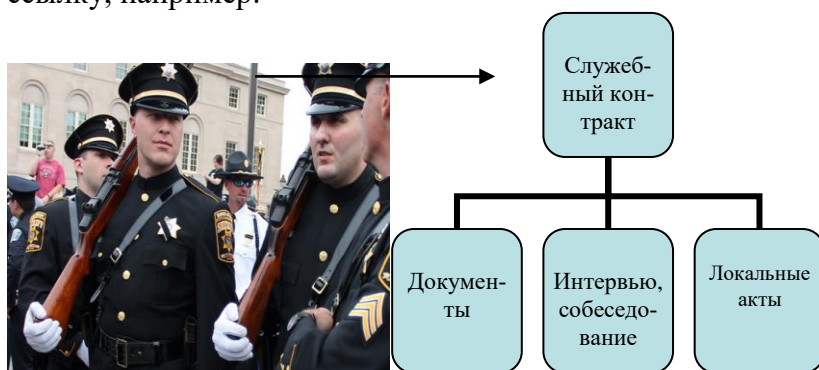 ссылку, например:
Служеб-
ный кон-
тракт
Докумен-
ты
Интервью,
собеседо-
вание
Локальные
акты